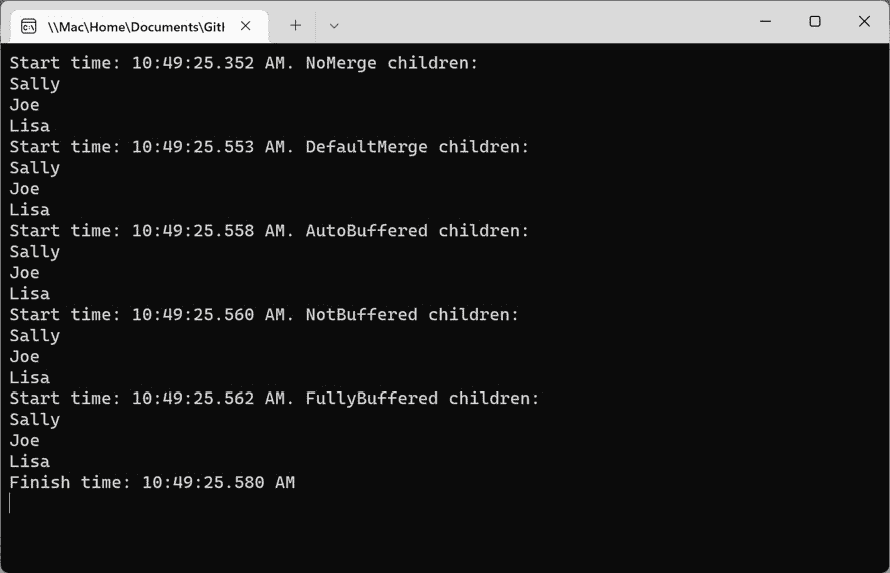 \\Mac\Home\Documents\Gitl
Start time: 10:49:25.352 AM. NoMerge children:
Sally
Joe
Lisa
Start time: 10:49:25.553 AM. DefaultMerge children:
Sally
Joe
Lisa
Start time: 10:49:25.558 AM. AutoBuffered children:
Sally
Joe
Lisa
Start time: 10:49:25.560 AM. NotBuffered children:
Sally
Joe
Lisa
Start time: 10:49:25.562 AM. FullyBuffered children:
Sally
Joe
Lisa
Finish time: 10:49:25.580 AM